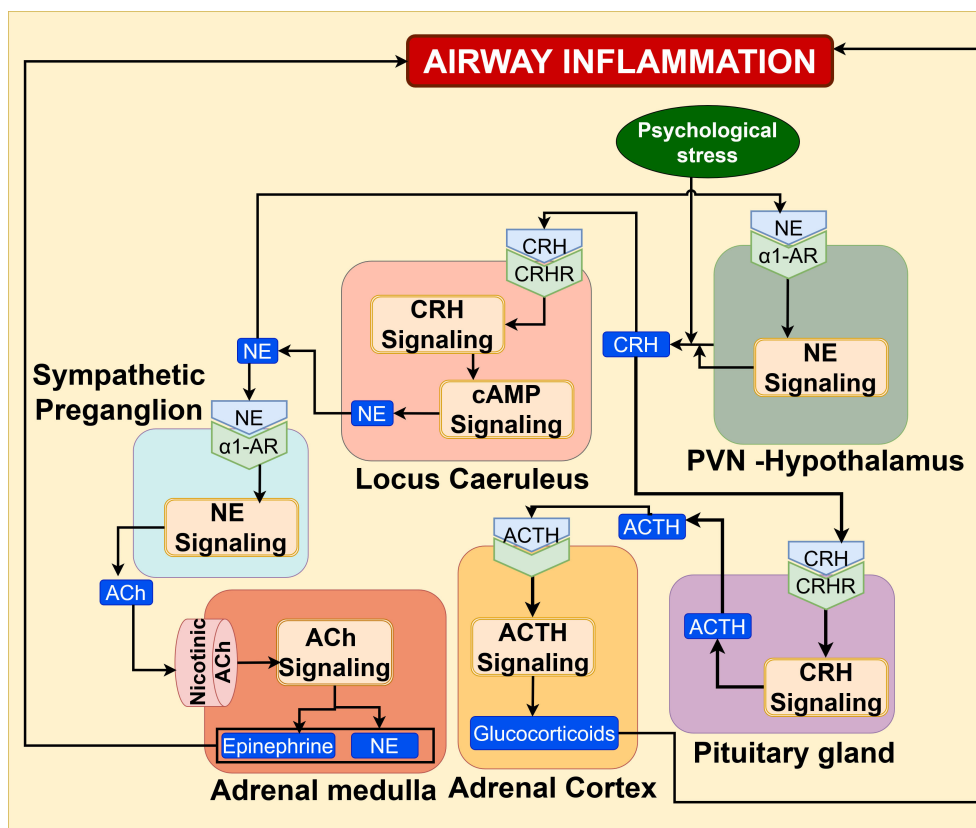 AIRWAY INFLAMMATION
Psychological
stress
NE
α1-AR
CRH
CRHR
CRH
Signaling
cAMP
Signaling
NE
NE
CRH
NE
Signaling
PVN -Hypothalamus
Locus Caeruleus
Sympathetic
Preganglion
NE
α1-AR
NE
Signaling
ACh
Nicotinic
ACh
ACh
Signaling
Epinephrine
NE
Adrenal medulla
ACTH
ACTH
Signaling
Glucocorticoids
Adrenal Cortex
ACTH
ACTH
CRH
CRHR
CRH
Signaling
Pituitary gland